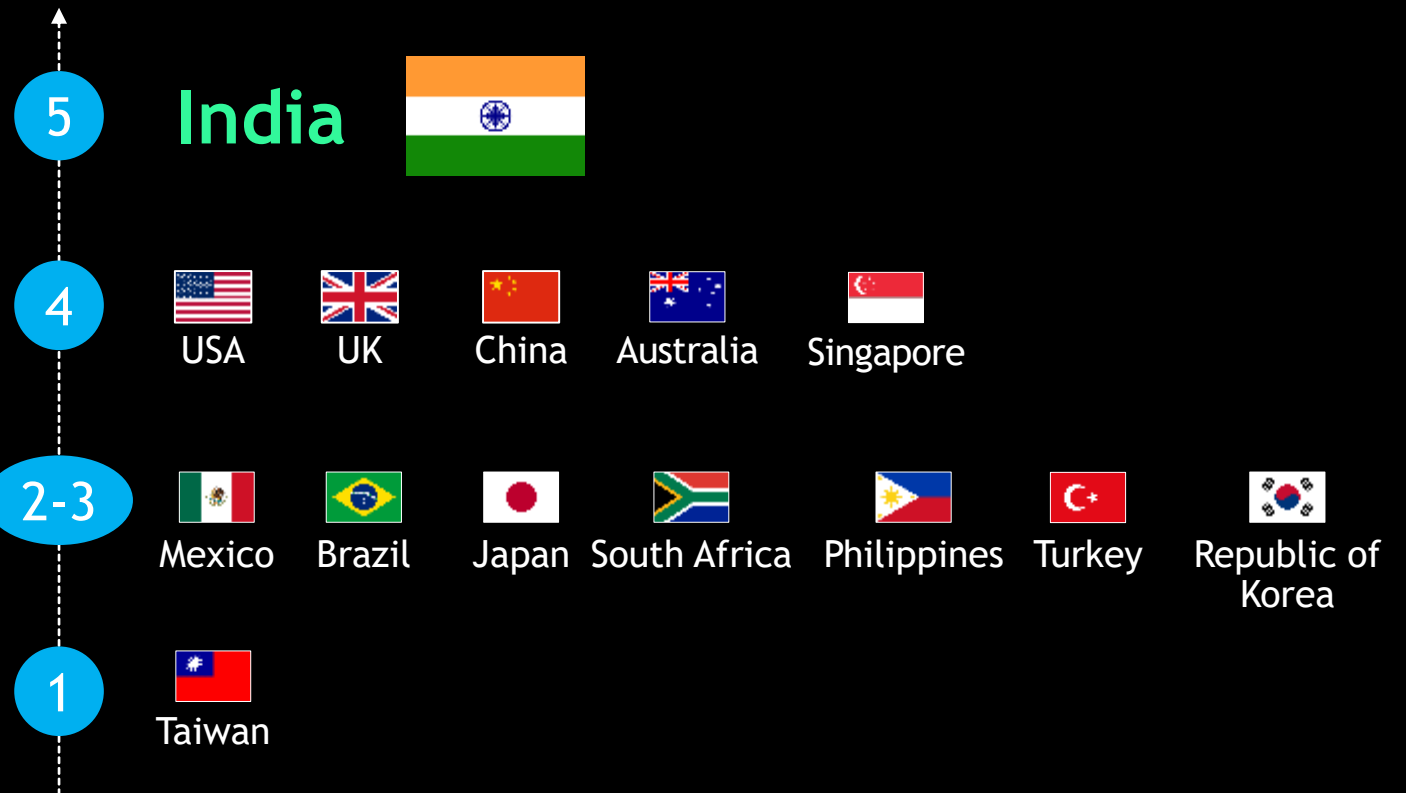 5
India
4
USA UK China Australia Singapore
2-3
Mexico Brazil Japan South Africa Philippines Turkey Republic of
Korea
1
Taiwan